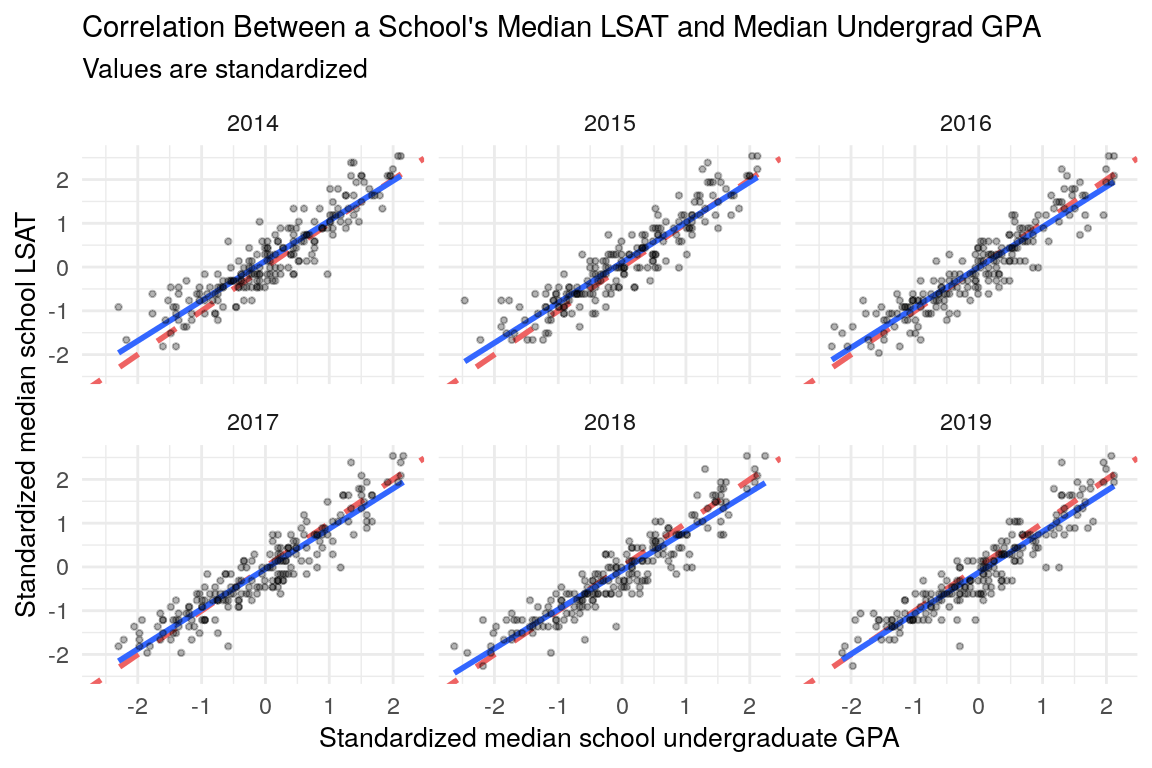 Correlation Between a School's Median LSAT and Median Undergrad GPA
Values are standardized
2014 2015 2016
2
1
0
-1
-2
2017 2018 2019
2
1
0
-1
-2
-2 -1 0 1 2 -2 -1 0 1 2 -2 -1 0 1 2
Standardized median school undergraduate GPA
Standardized median school LSAT